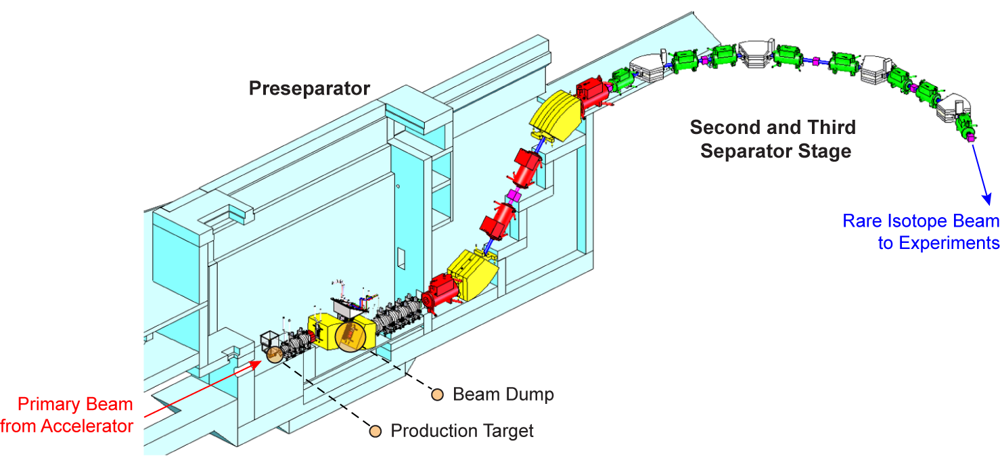 Preseparator
Second and Third
Separator Stage
Rare Isotope Beam
to Experiments
Beam Dump
Primary Beam
from Accelerator
Production Target